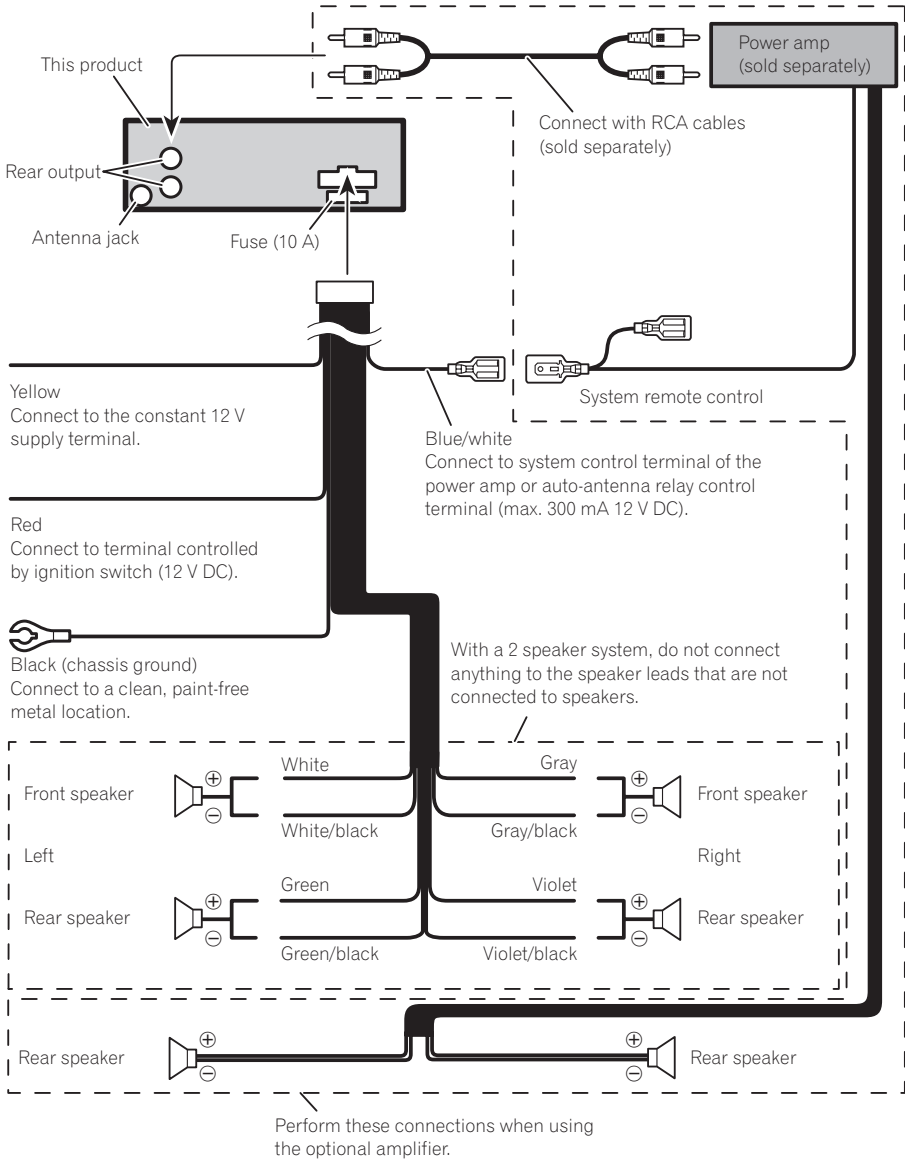 Power amp
(sold separately)
This product
Connect with RCA cables
(sold separately)
Rear output
Antenna jack
Fuse (10 A)
System remote control
Yellow
Connect to the constant 12 V
supply terminal.
Blue/white
Connect to system control terminal of the
power amp or auto-antenna relay control
terminal (max. 300 mA 12 V DC).
Red
Connect to terminal controlled
by ignition switch (12 V DC).
Black (chassis ground)
Connect to a clean, paint-free
metal location.
With a 2 speaker system, do not connect
anything to the speaker leads that are not
connected to speakers.
White
Gray
Front speaker
⊕
⊕
Front speaker
⊖
⊖
White/black
Gray/black
Left
Right
Green
Violet
Rear speaker
⊕
⊕
Rear speaker
⊖
⊖
Green/black
Violet/black
Rear speaker
⊕
⊕
Rear speaker
⊖
⊖
Perform these connections when using
the optional amplifier.